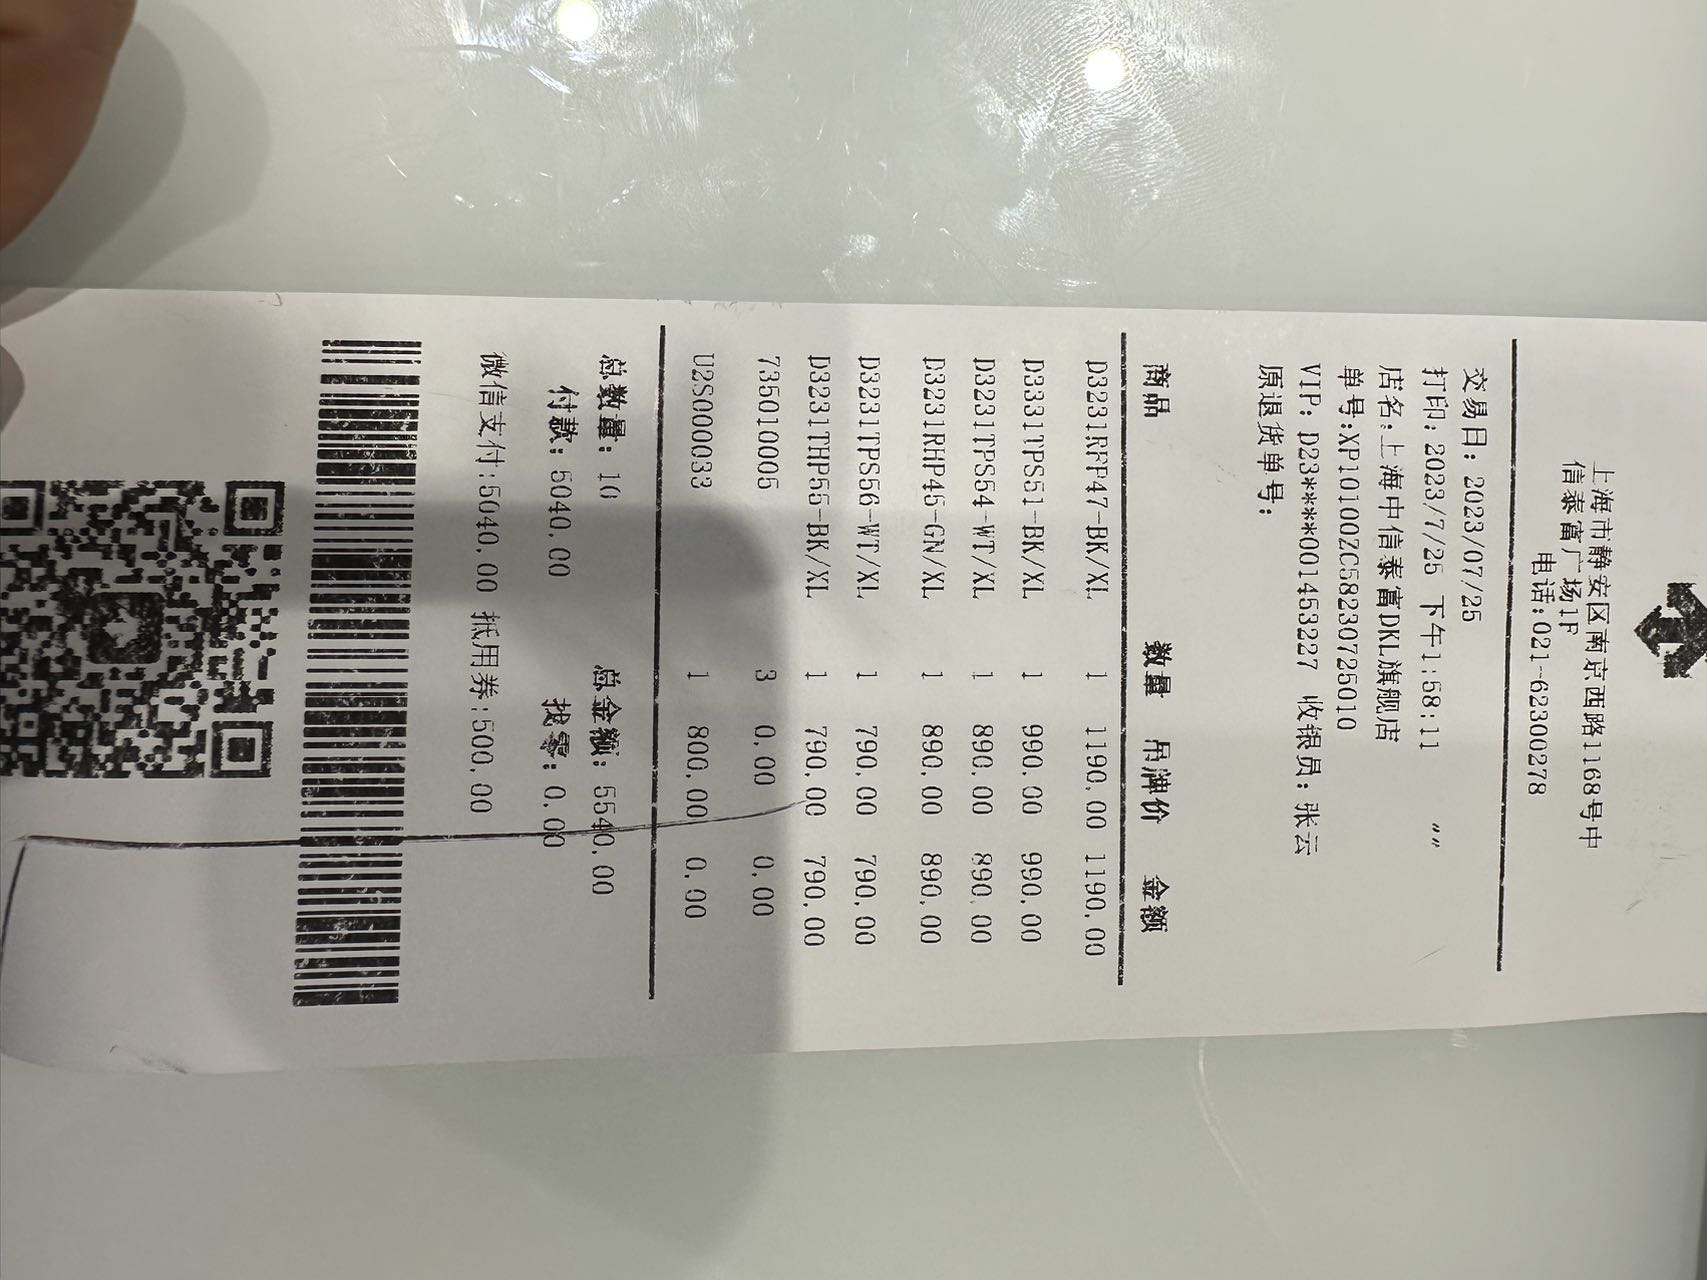 上海市静安区南京西路1168号中
信泰富广场1F
电话:021-62300278
交易日: 2023/07/25
打印: 2023/7/25 下午1:58:11 ""
店名:上海中信泰富DKL旗舰店
单号:XP10100ZC58230725010
VIP: D23****001453227 收银员: 张云
原退货单号:
商品 数量 吊牌价 金额
D3231RFP47-BK/XL 1 1190.00 1190.00
D3331TPS51-BK/XL 1 990.00 990.00
D3231TPS54-WT/XL 1 890.00 890.00
D3231RHP45-GN/XL 1 890.00 890.00
D3231TPS56-WT/XL 1 790.00 790.00
D3231THP55-BK/XL 1 790.00 790.00
735010005 3 0.00 0.00
U2S000033 1 800.00 0.00
总数量: 10 总金额: 5540.00
付款: 5040.00 找零: 0.00
微信支付:5040.00 抵用券:500.00